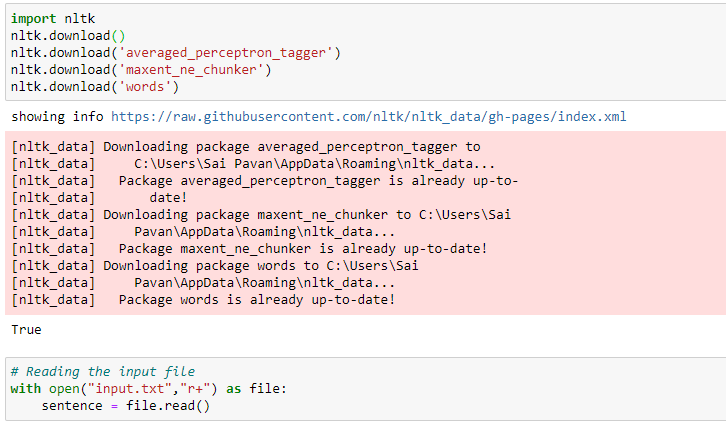 import nltk
nltk.download()
nltk.download('averaged_perceptron_tagger')
nltk.download('maxent_ne_chunker')
nltk.download('words')
showing info https://raw.githubusercontent.com/nltk/nltk_data/gh-pages/index.xml
[nltk_data] Downloading package averaged_perceptron_tagger to
[nltk_data]     C:\Users\Sai Pavan\AppData\Roaming\nltk_data...
[nltk_data]   Package averaged_perceptron_tagger is already up-to-
[nltk_data]       date!
[nltk_data] Downloading package maxent_ne_chunker to C:\Users\Sai
[nltk_data]     Pavan\AppData\Roaming\nltk_data...
[nltk_data]   Package maxent_ne_chunker is already up-to-date!
[nltk_data] Downloading package words to C:\Users\Sai
[nltk_data]     Pavan\AppData\Roaming\nltk_data...
[nltk_data]   Package words is already up-to-date!
True
# Reading the input file
with open("input.txt","r+") as file:
    sentence = file.read()